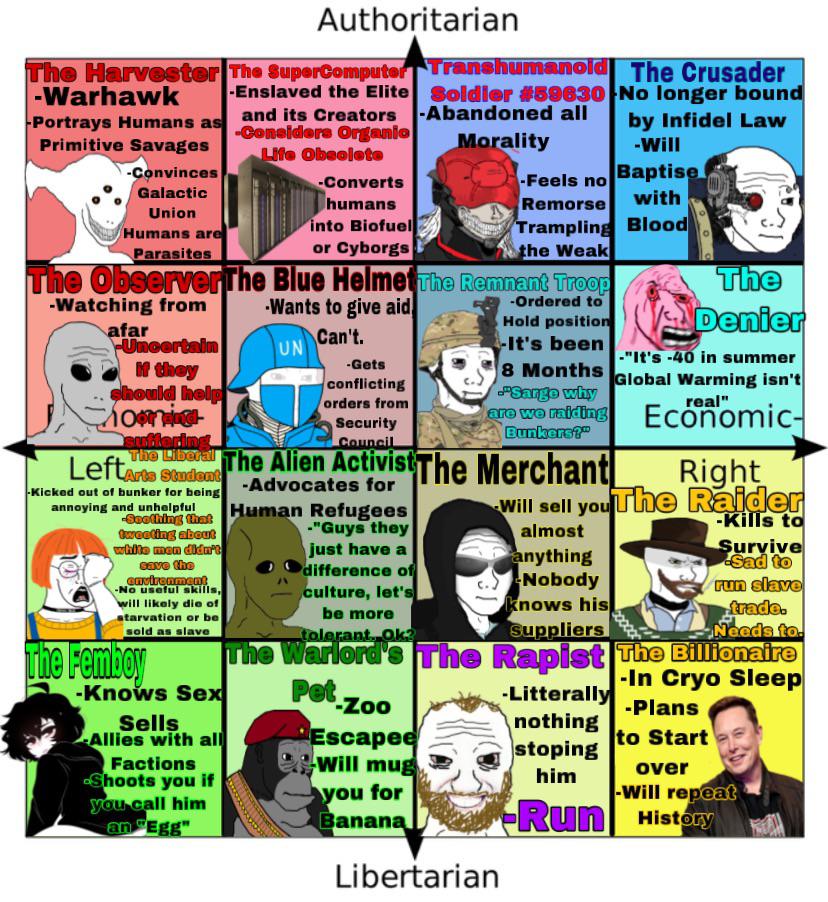 Authoritarian
The Harvester
-Warhawk
-Portrays Humans as
Primitive Savages
-Convinces
Galactic
Union
Humans are
Parasites
The SuperComputer
-Enslaved the Elite
and its Creators
-Considers Organic
Life Obsolete
-Converts
humans
into Biofuel
or Cyborgs
Transhumanoid
Soldier #59630
-Abandoned all
Morality
-Feels no
Remorse
Trampling
the Weak
The Crusader
-No longer bound
by Infidel Law
-Will
Baptise
with
Blood
The Observer
-Watching from
afar
-Uncertain
if they
should help
or end
suffering
The Blue Helmet
-Wants to give aid,
Can't.
UN
-Gets
conflicting
orders from
Security
Council
The Remnant Troop
-Ordered to
Hold position
-It's been
8 Months
-"Sarge why
are we raiding
Bunkers?"
The
Denier
-"It's -40 in summer
Global Warming isn't
real"
Economic-
Left
Economic-
Right
The Liberal
Arts Student
-Kicked out of bunker for being
annoying and unhelpful
-Seething that
tweeting about
white men didn't
save the
environment
-No useful skills,
will likely die of
starvation or be
sold as slave
The Alien Activist
-Advocates for
Human Refugees
-"Guys they
just have a
difference of
culture, let's
be more
tolerant. Ok?
The Merchant
-Will sell you
almost
anything
-Nobody
knows his
suppliers
The Raider
-Kills to
Survive
-Sad to
run slave
trade.
Needs to.
The Femboy
-Knows Sex
Sells
-Allies with all
Factions
-Shoots you if
you call him
an "Egg"
The Warlord's
Pet
-Zoo
Escapee
-Will mug
you for
Banana
The Rapist
-Litterally
nothing
stoping
him
-Run
The Billionaire
-In Cryo Sleep
-Plans
to Start
over
-Will repeat
History
Libertarian